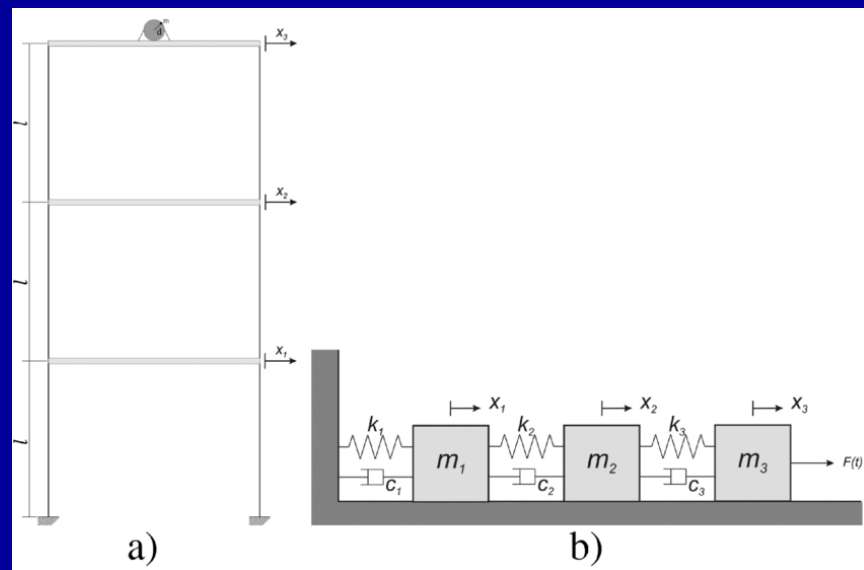 m
d
x₃
l
x₂
l
x₁
l
a)
x₁
x₂
x₃
k₁
k₂
k₃
m₁
m₂
m₃
F(t)
c₁
c₂
c₃
b)